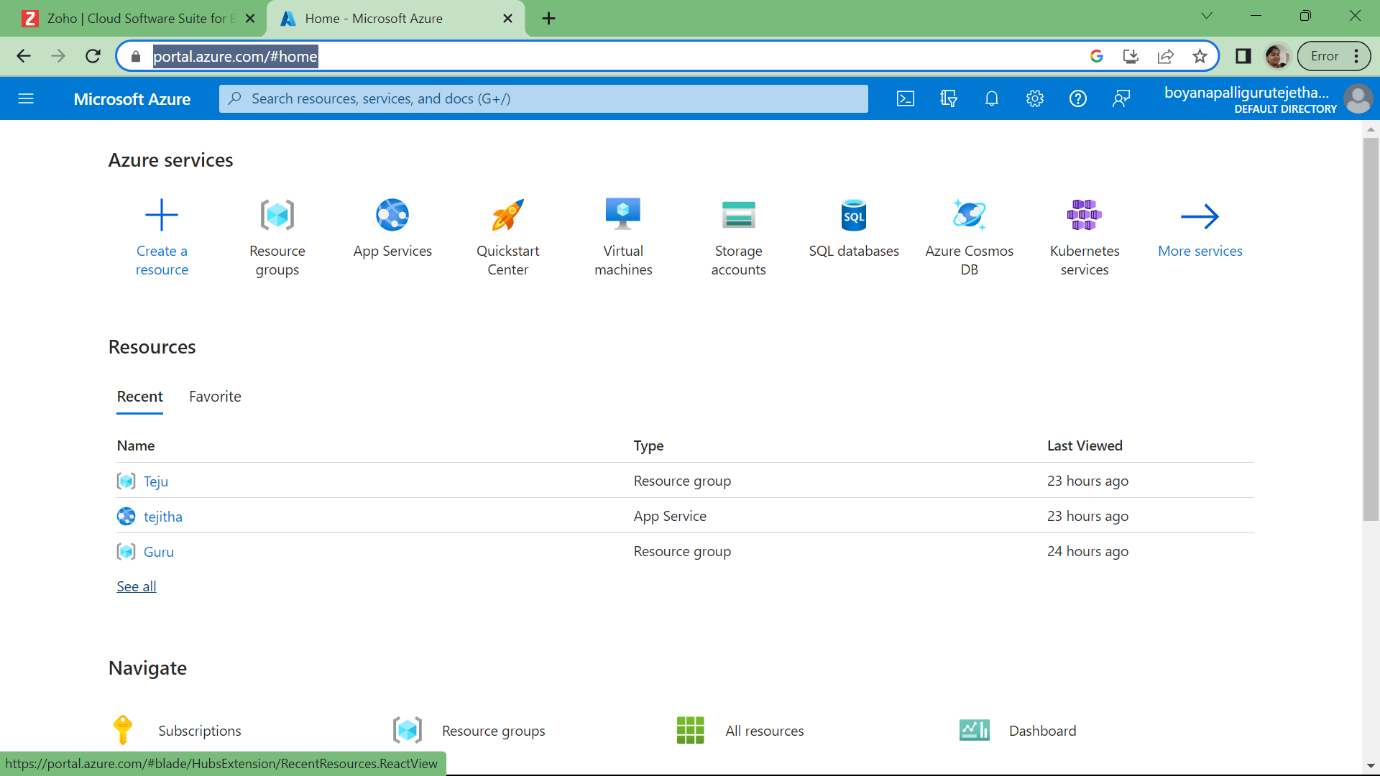 Zoho | Cloud Software Suite for B
Home - Microsoft Azure
portal.azure.com/#home
Error
Microsoft Azure
Search resources, services, and docs (G+/)
boyanapalligurutejetha...
DEFAULT DIRECTORY
Azure services
Create a resource
Resource groups
App Services
Quickstart Center
Virtual machines
Storage accounts
SQL
SQL databases
Azure Cosmos DB
Kubernetes services
More services
Resources
Recent Favorite
Name Type Last Viewed
Teju Resource group 23 hours ago
tejitha App Service 23 hours ago
Guru Resource group 24 hours ago
See all
Navigate
Subscriptions Resource groups All resources Dashboard
https://portal.azure.com/#blade/HubsExtension/RecentResources.ReactView